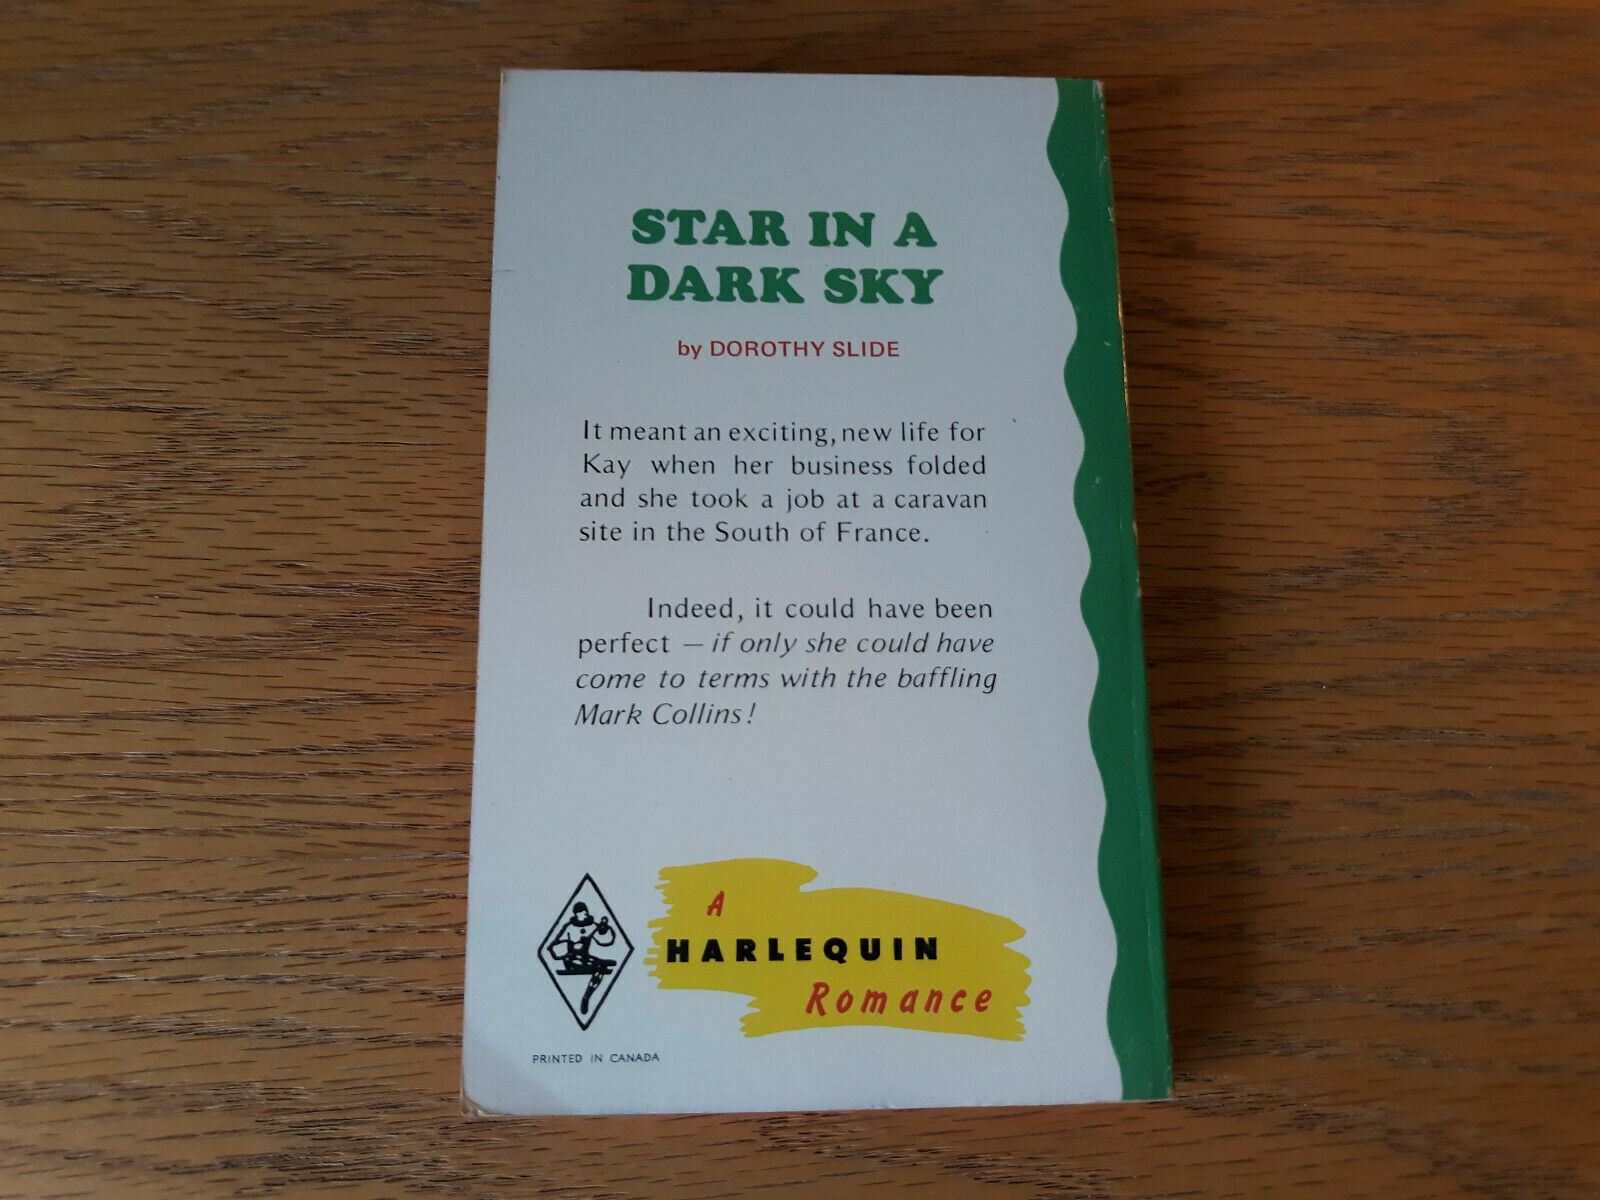 STAR IN A
DARK SKY
by DOROTHY SLIDE
It meant an exciting, new life for
Kay when her business folded
and she took a job at a caravan
site in the South of France.
Indeed, it could have been
perfect — if only she could have
come to terms with the baffling
Mark Collins!
A
HARLEQUIN
Romance
PRINTED IN CANADA